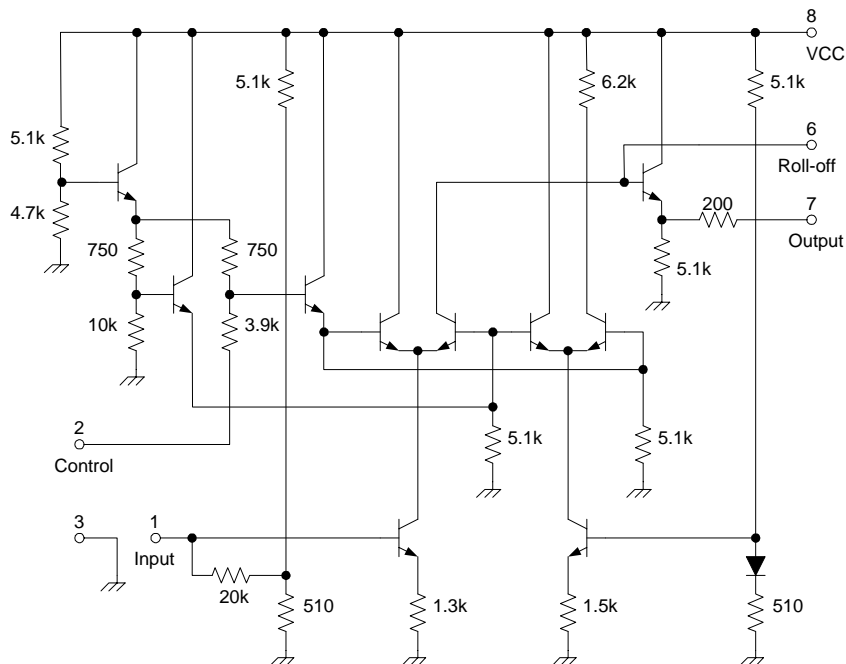 8
VCC
5.1k
6.2k
5.1k
5.1k
6
Roll-off
4.7k
200
7
Output
750
750
5.1k
10k
3.9k
2
Control
5.1k
5.1k
3
1
Input
20k
510
1.3k
1.5k
510